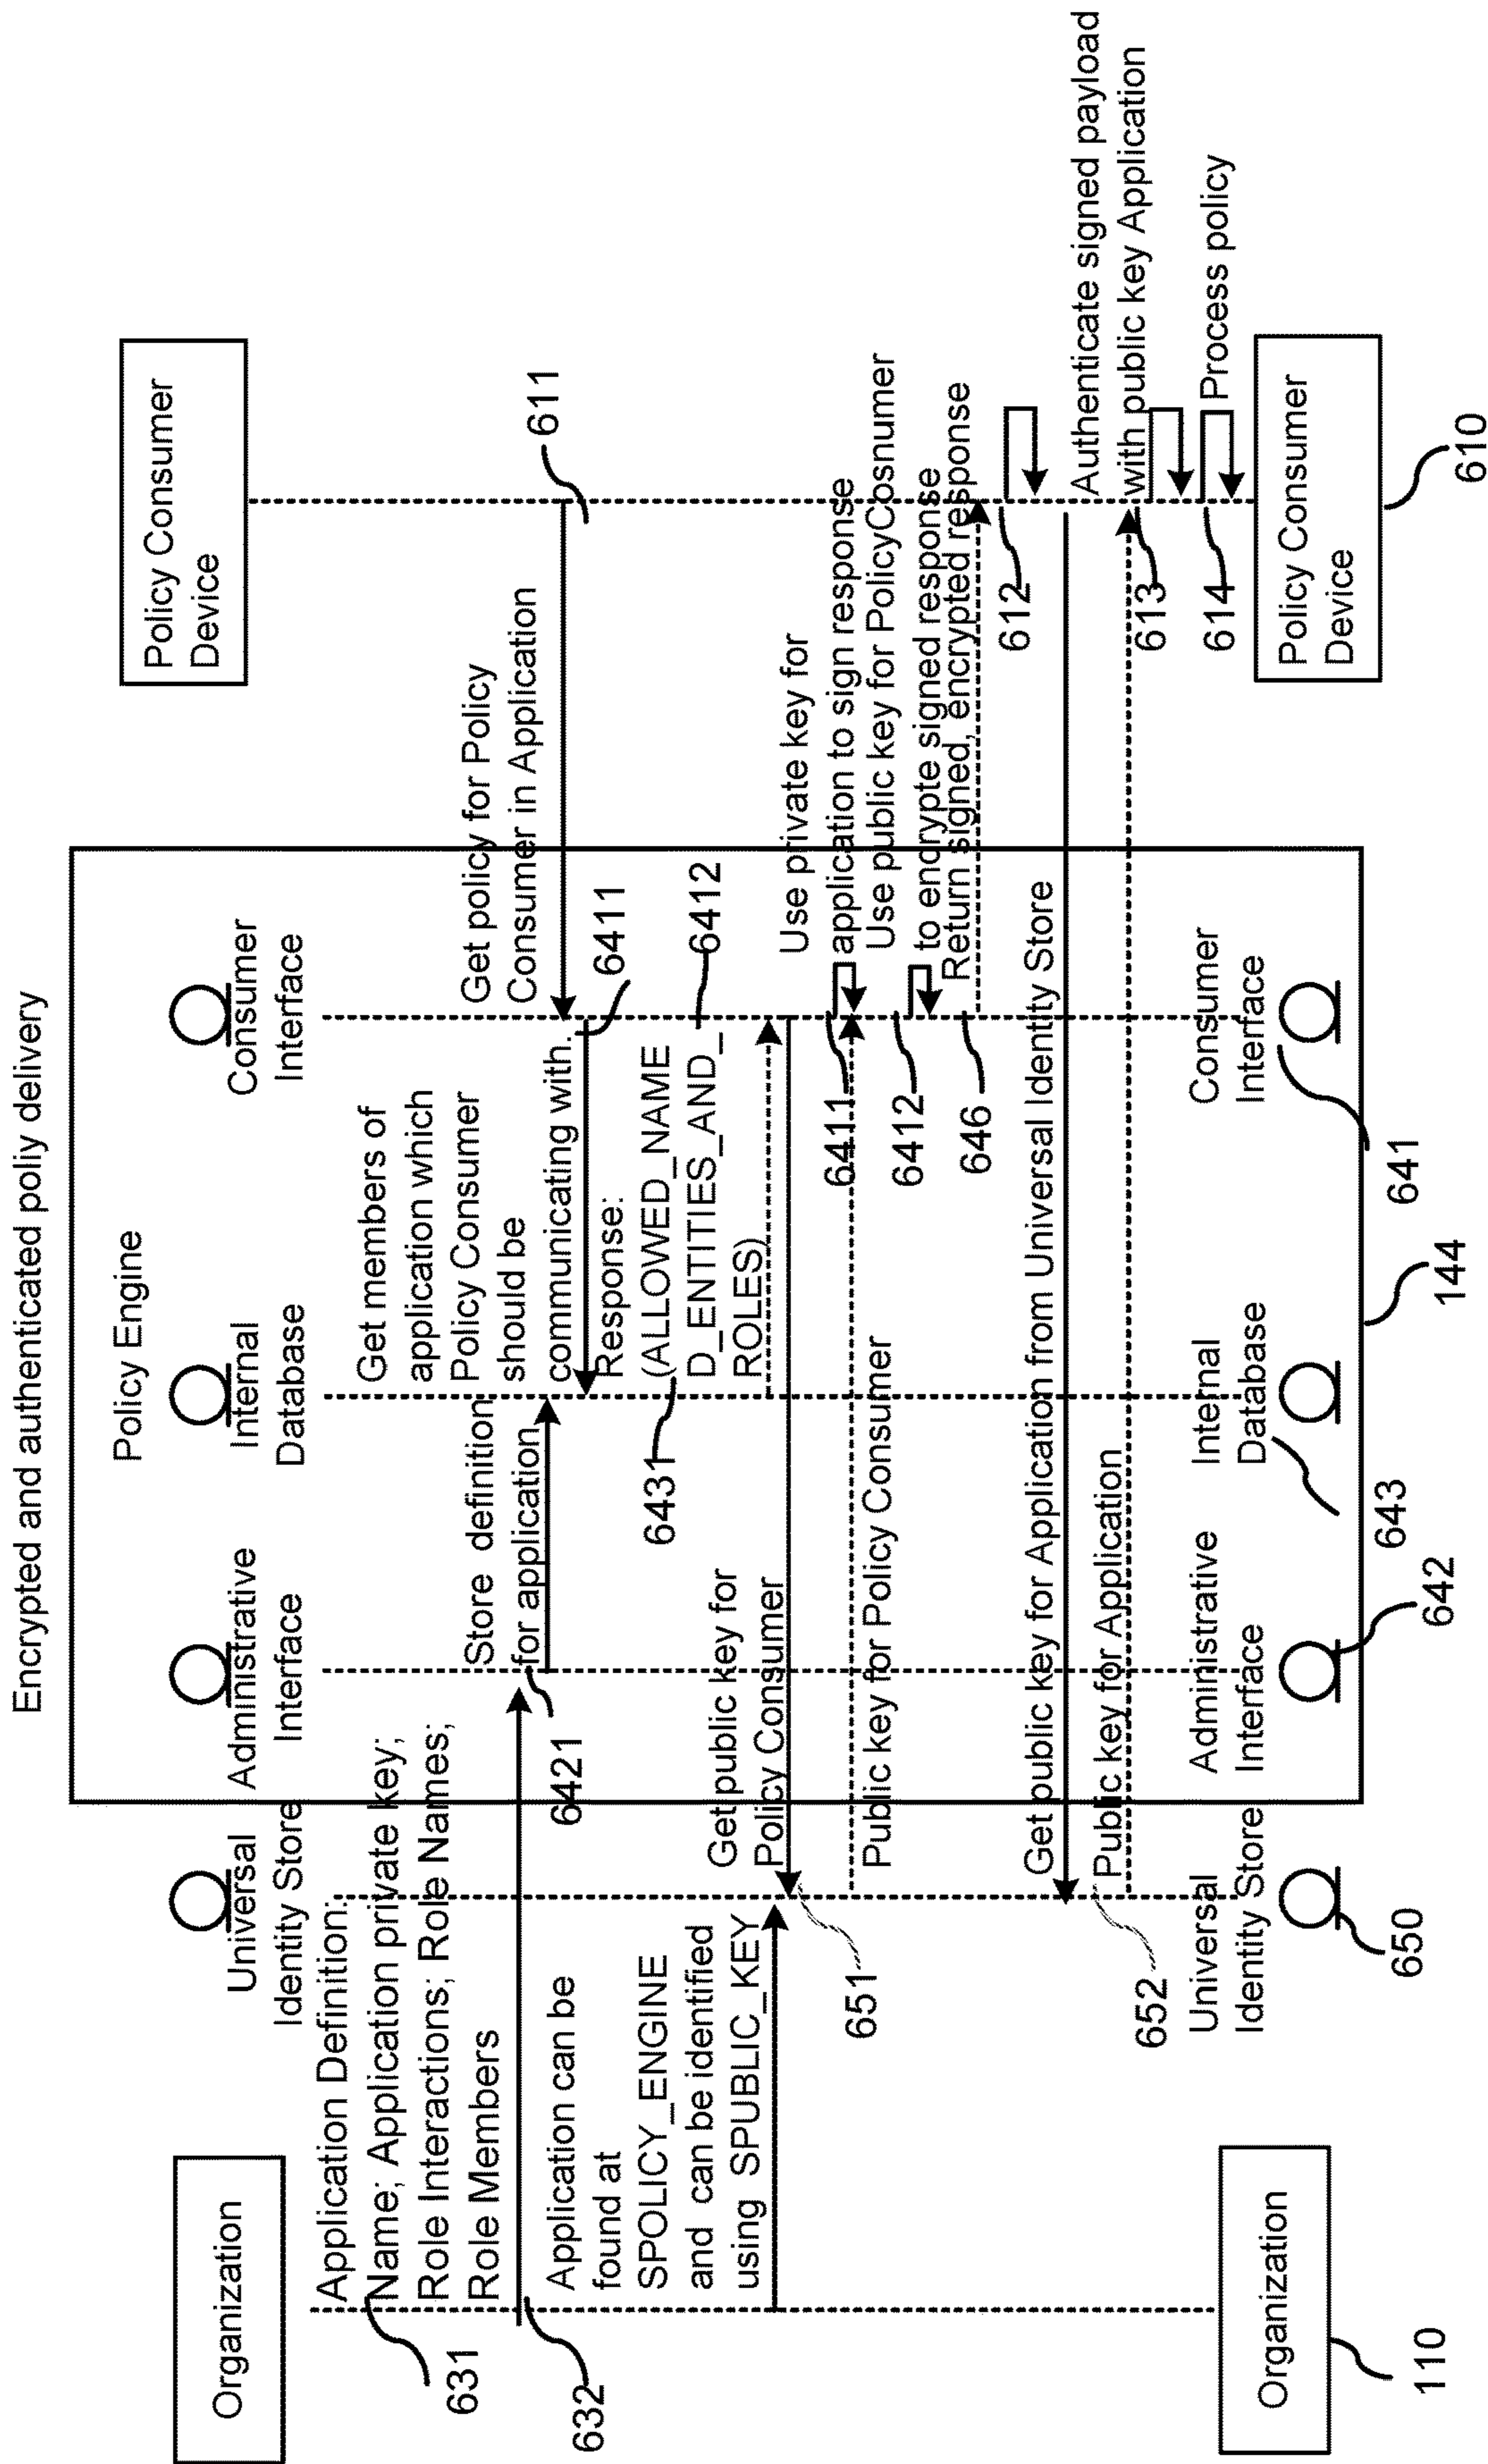 Encrypted and authenticated poliy delivery
Policy Engine
Organization
Universal
Identity Store
Administrative
Interface
Internal
Database
Consumer
Interface
Policy Consumer
Device
Application Definition:
Name; Application private key;
Role Interactions; Role Names;
Role Members
631
632
Application can be
found at
SPOLICY_ENGINE
and can be identified
using SPUBLIC_KEY
Store definition
for application
6421
Get members of
application which
Policy Consumer
should be
communicating with.
6411
Get policy for Policy
Consumer in Application
611
Response:
(ALLOWED_NAME
D_ENTITIES_AND_
ROLES)
6431
6412
Get public key for
Policy Consumer
651
Public key for Policy Consumer
Use private key for
application to sign response
6411
Use public key for PolicyCosnumer
to encrypte signed response
6412
Return signed, encrypted response
646
612
Get public key for Application from Universal Identity Store
Public key for Application
652
Authenticate signed payload
with public key Application
613
Process policy
614
Organization
Universal
Identity Store
Administrative
Interface
Internal
Database
Consumer
Interface
Policy Consumer
Device
110
650
642
643
144
641
610